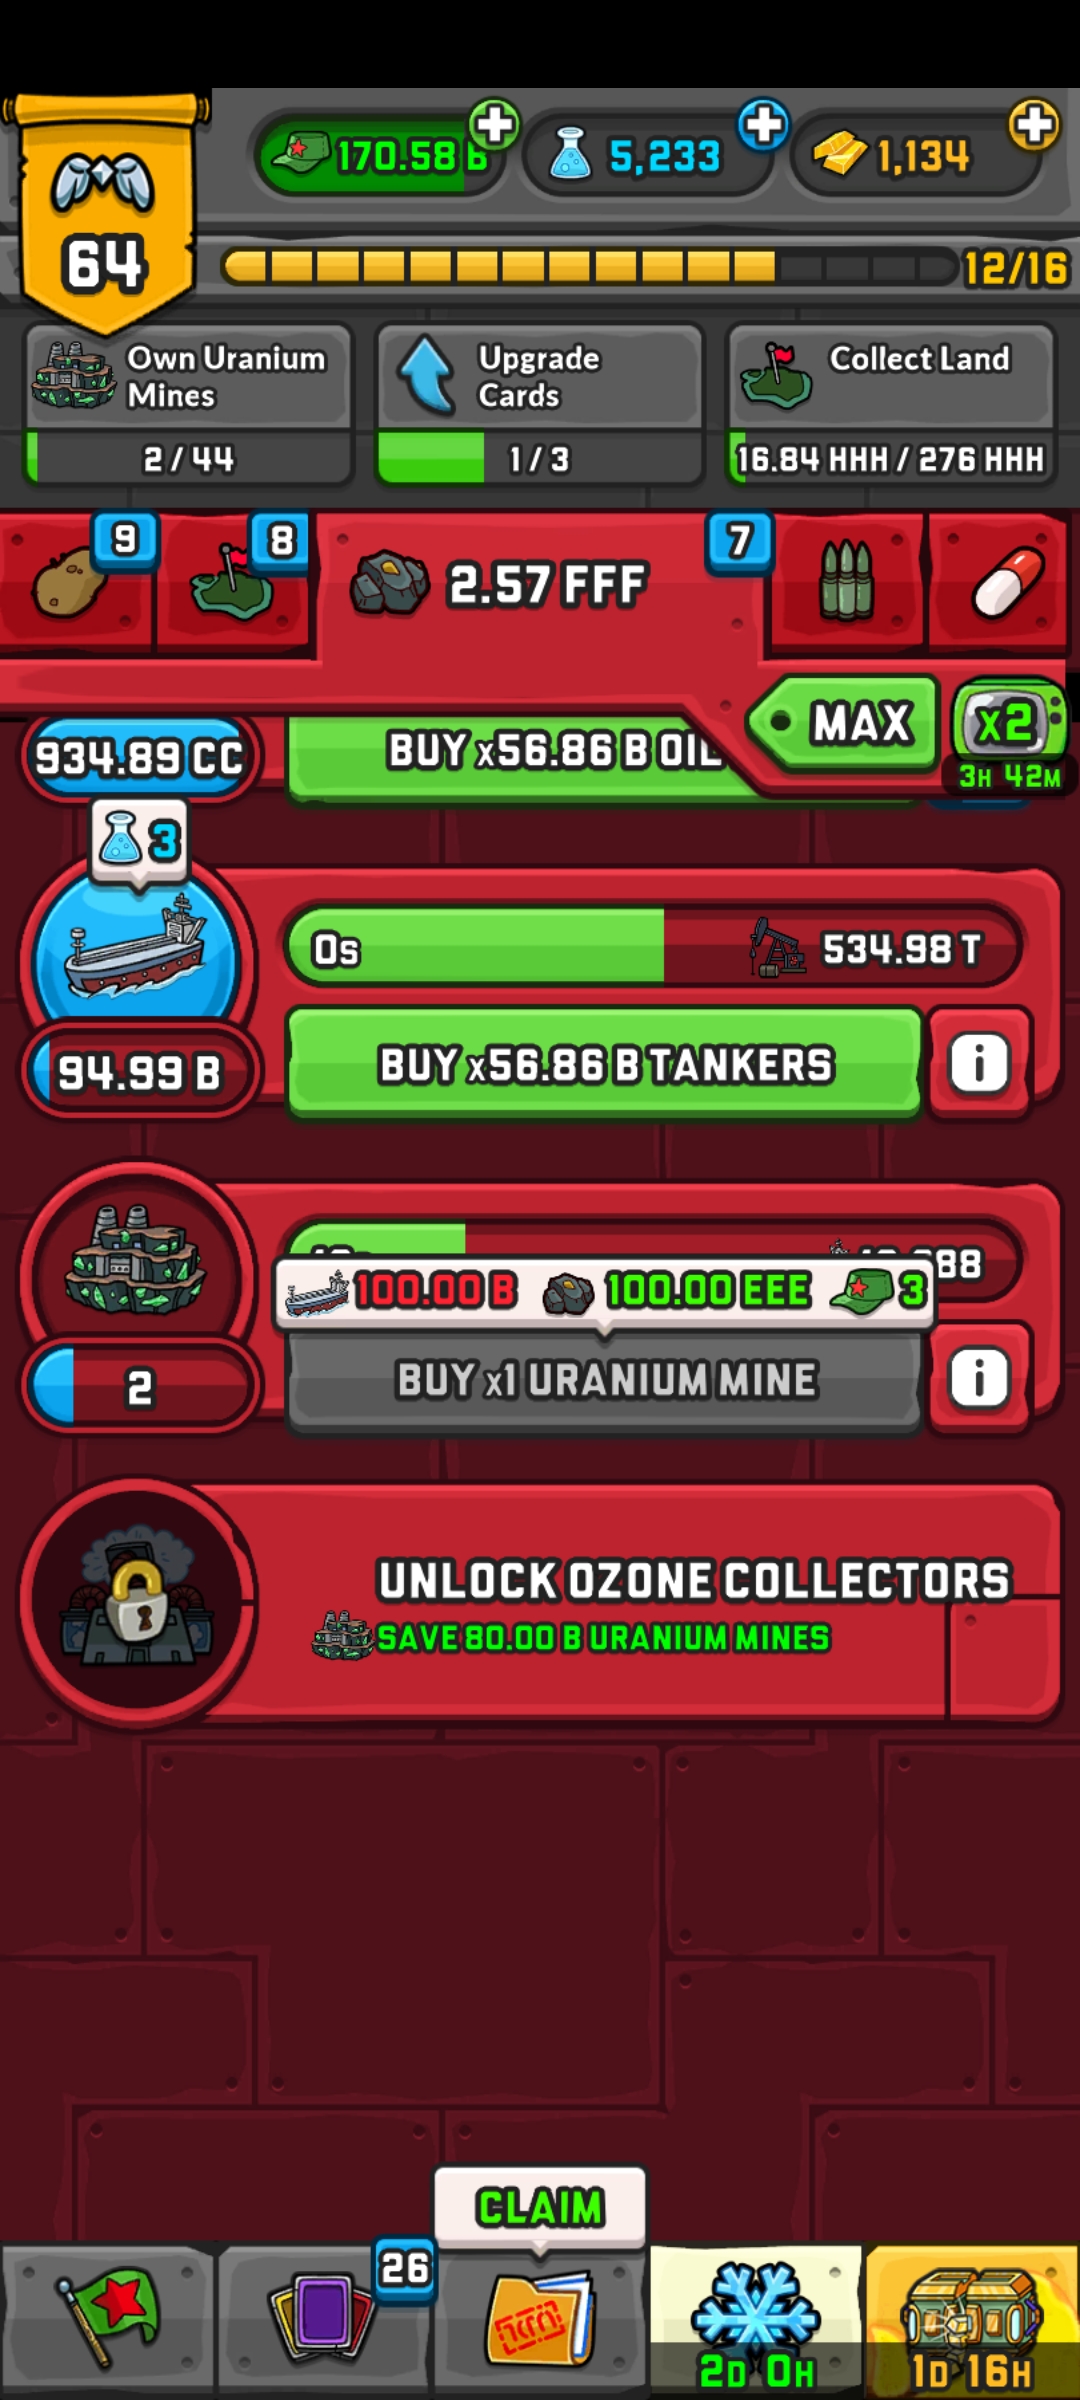 170.58 B
5,233
1,134
64
12/16
Own Uranium
Mines
Upgrade
Cards
Collect Land
2 / 44
1 / 3
16.84 HHH / 276 HHH
9
8
2.57 FFF
7
MAX
x2
3H 42M
934.89 CC
BUY x56.86 B OIL
3
0s
534.98 T
94.99 B
BUY x56.86 B TANKERS
88
100.00 B
100.00 EEE
3
2
BUY x1 URANIUM MINE
UNLOCK OZONE COLLECTORS
SAVE 80.00 B URANIUM MINES
CLAIM
26
2D 0H
1D 16H